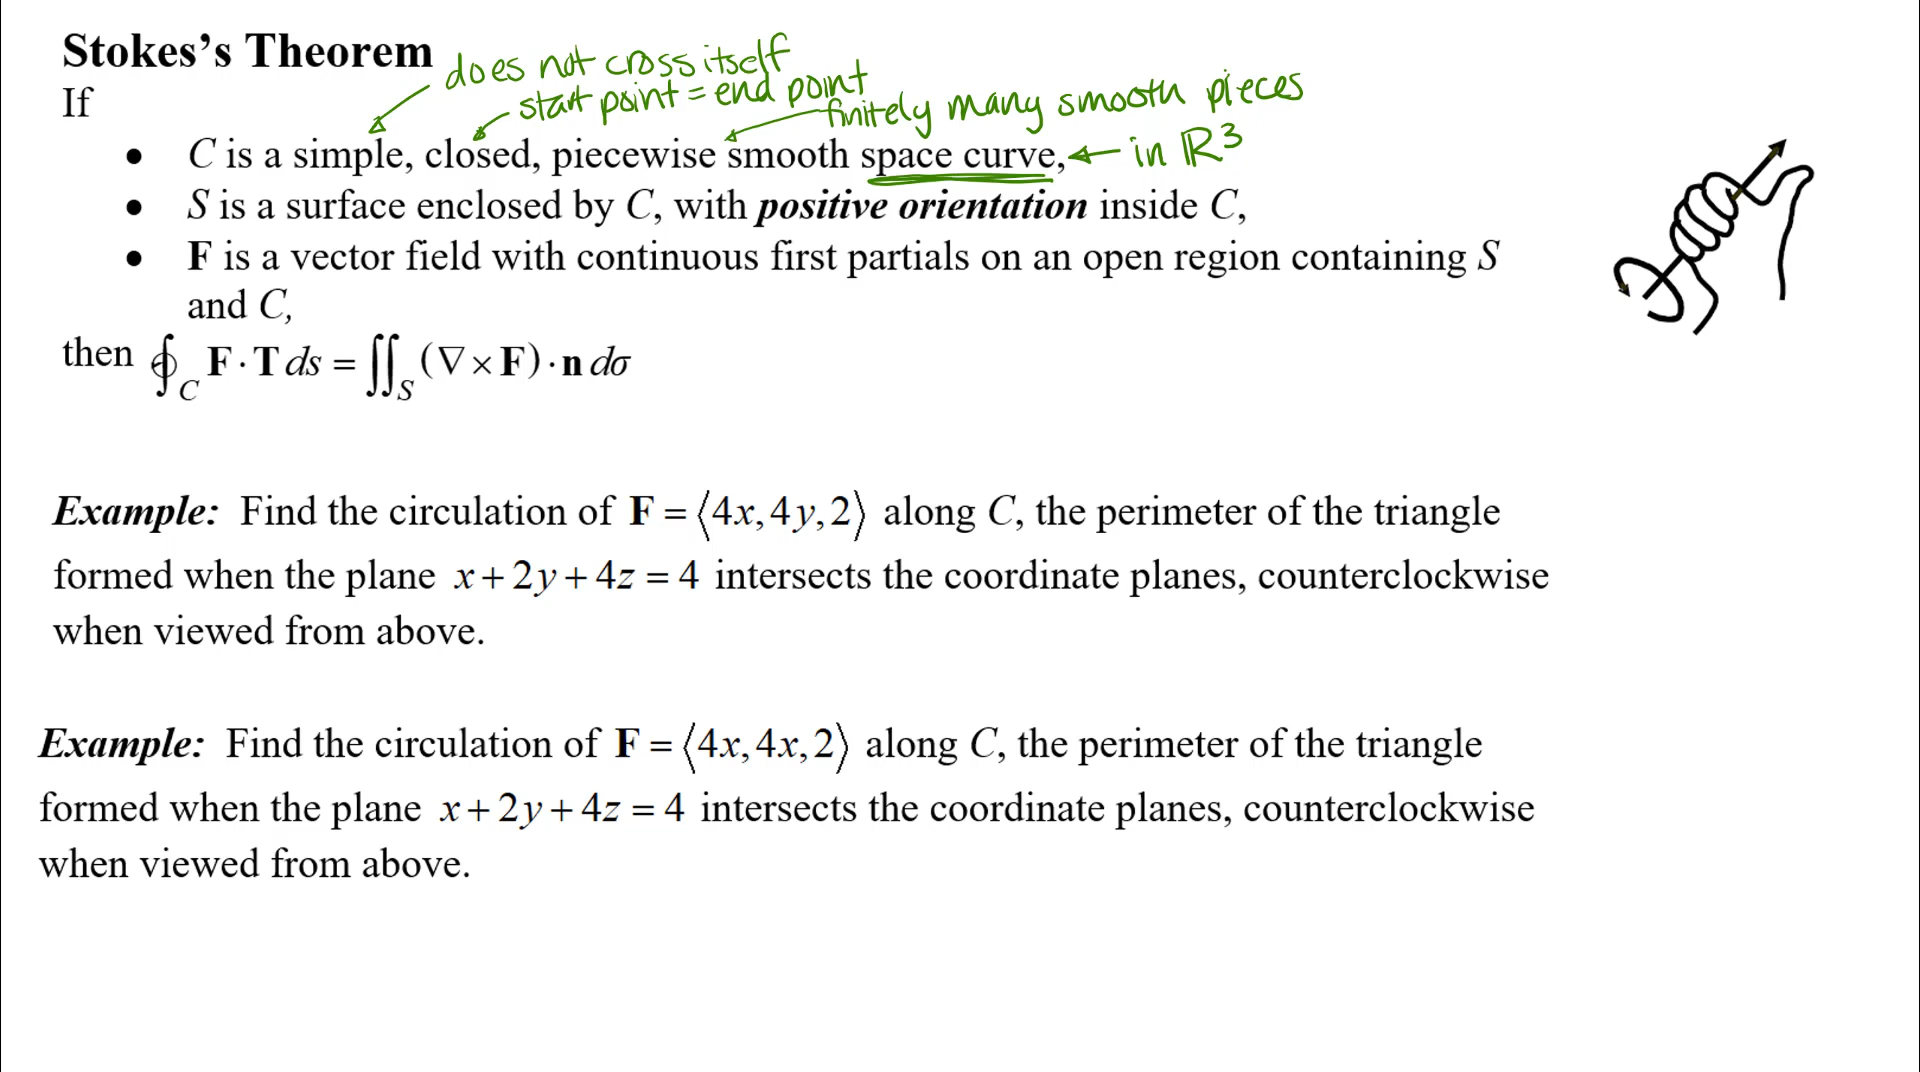 Stokes’s Theorem
does not cross itself
If
start point = end point
finitely many smooth pieces
• C is a simple, closed, piecewise smooth space curve, ← in ℝ³
• S is a surface enclosed by C, with positive orientation inside C,
• F is a vector field with continuous first partials on an open region containing S
and C,
then ∮_C F · T ds = ∬_S (∇ × F) · n dσ
Example: Find the circulation of F = ⟨4x, 4y, 2⟩ along C, the perimeter of the triangle
formed when the plane x + 2y + 4z = 4 intersects the coordinate planes, counterclockwise
when viewed from above.
Example: Find the circulation of F = ⟨4x, 4x, 2⟩ along C, the perimeter of the triangle
formed when the plane x + 2y + 4z = 4 intersects the coordinate planes, counterclockwise
when viewed from above.